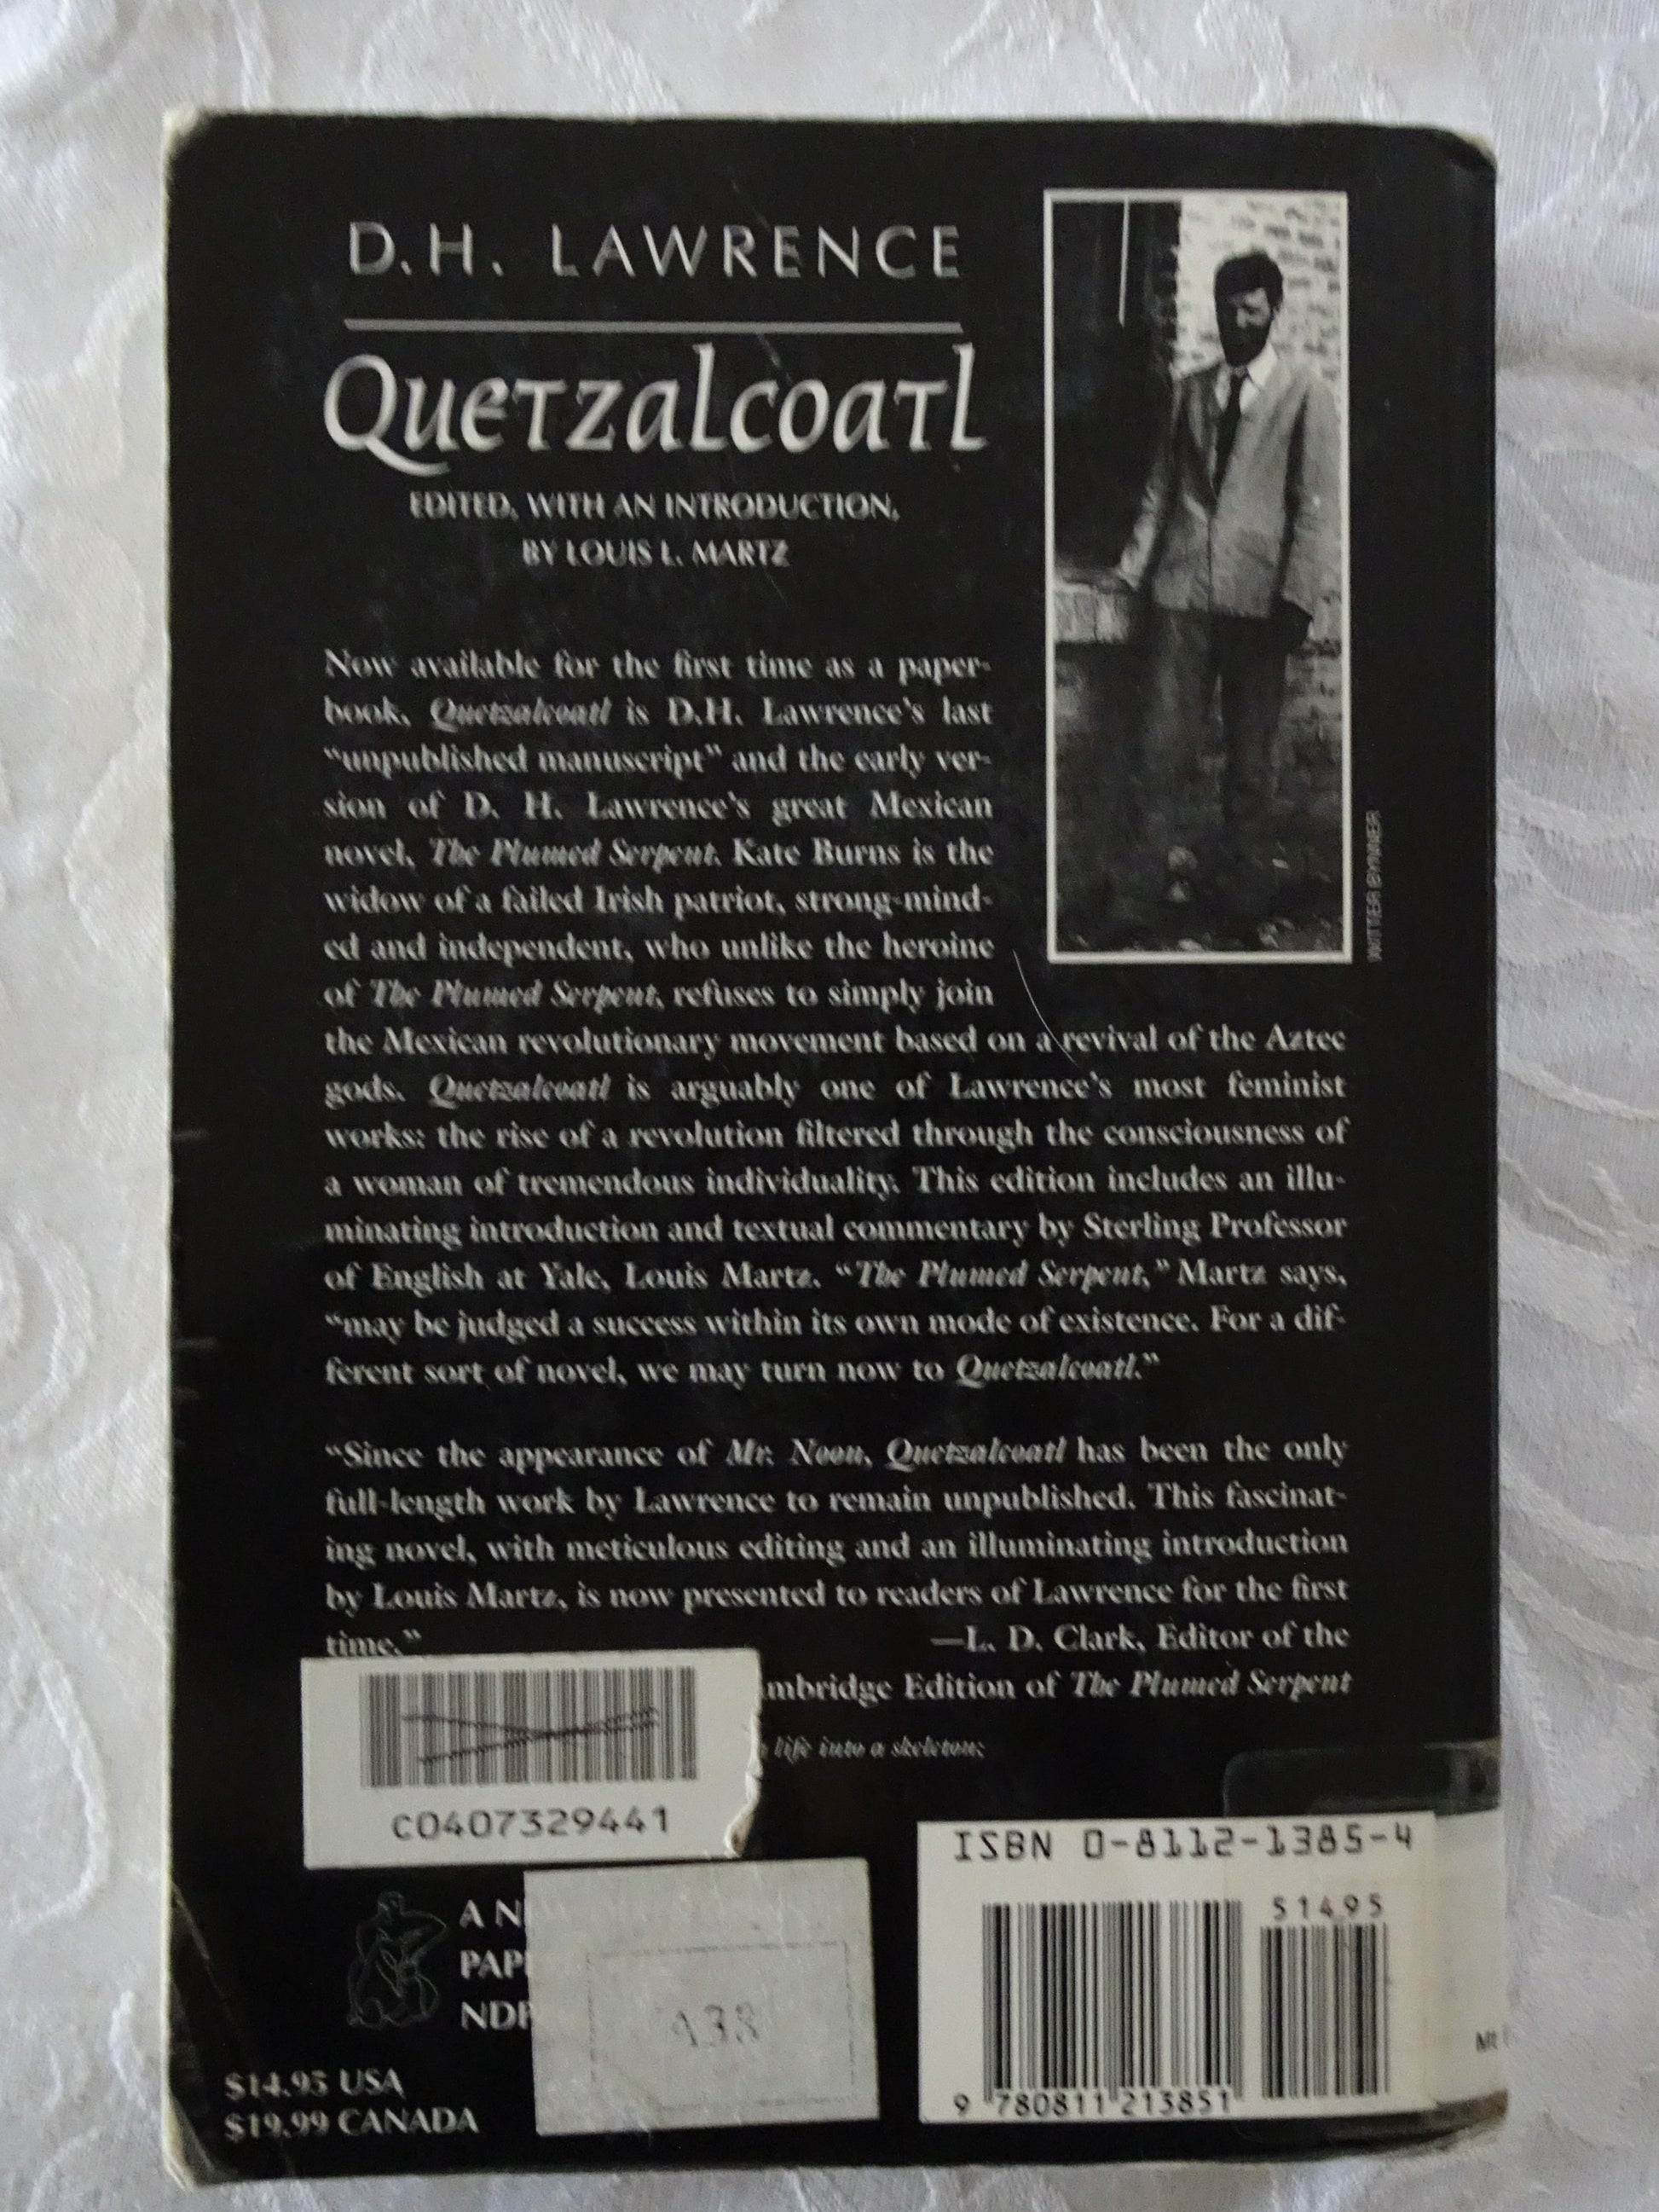 D.H. LAWRENCE
Quetzalcoatl
EDITED, WITH AN INTRODUCTION,
BY LOUIS L. MARTZ
WITTER BYNNER
Now available for the first time as a paper-
book, Quetzalcoatl is D.H. Lawrence's last
“unpublished manuscript” and the early ver-
sion of D. H. Lawrence's great Mexican
novel, The Plumed Serpent. Kate Burns is the
widow of a failed Irish patriot, strong-mind-
ed and independent, who unlike the heroine
of The Plumed Serpent, refuses to simply join
the Mexican revolutionary movement based on a revival of the Aztec
gods. Quetzalcoatl is arguably one of Lawrence's most feminist
works: the rise of a revolution filtered through the consciousness of
a woman of tremendous individuality. This edition includes an illu-
minating introduction and textual commentary by Sterling Professor
of English at Yale, Louis Martz. “The Plumed Serpent,” Martz says,
“may be judged a success within its own mode of existence. For a dif-
ferent sort of novel, we may turn now to Quetzalcoatl.”
“Since the appearance of Mr. Noon, Quetzalcoatl has been the only
full-length work by Lawrence to remain unpublished. This fascinat-
ing novel, with meticulous editing and an illuminating introduction
by Louis Martz, is now presented to readers of Lawrence for the first
time.” —L. D. Clark, Editor of the
mbridge Edition of The Plumed Serpent
life into a skeleton;
C0407329441
ISBN 0-8112-1385-4
51495
9 780811 213851
A N
PAP
NDP
438
$14.95 USA
$19.99 CANADA